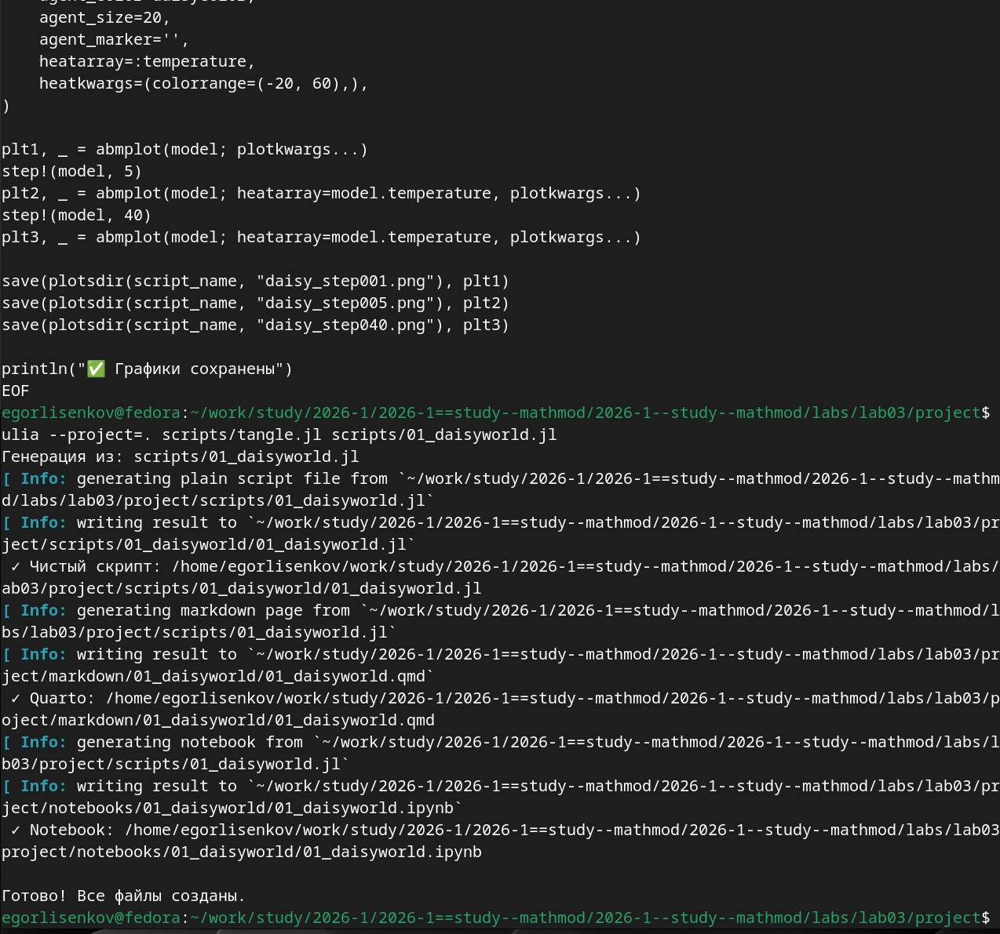 agent_size=20,
agent_marker='',
heatarray=:temperature,
heatkwargs=(colorrange=(-20, 60),),
)
plt1, _ = abmplot(model; plotkwargs...)
step!(model, 5)
plt2, _ = abmplot(model; heatarray=model.temperature, plotkwargs...)
step!(model, 40)
plt3, _ = abmplot(model; heatarray=model.temperature, plotkwargs...)
save(plotsdir(script_name, "daisy_step001.png"), plt1)
save(plotsdir(script_name, "daisy_step005.png"), plt2)
save(plotsdir(script_name, "daisy_step040.png"), plt3)
println("✅ Графики сохранены")
EOF
egorlisenkov@fedora:~/work/study/2026-1/2026-1==study--mathmod/2026-1--study--mathmod/labs/lab03/project$
ulia --project=. scripts/tangle.jl scripts/01_daisyworld.jl
Генерация из: scripts/01_daisyworld.jl
[ Info: generating plain script file from `~/work/study/2026-1/2026-1==study--mathmod/2026-1--study--mathm
d/labs/lab03/project/scripts/01_daisyworld.jl`
[ Info: writing result to `~/work/study/2026-1/2026-1==study--mathmod/2026-1--study--mathmod/labs/lab03/pr
ject/scripts/01_daisyworld/01_daisyworld.jl`
✓ Чистый скрипт: /home/egorlisenkov/work/study/2026-1/2026-1==study--mathmod/2026-1--study--mathmod/labs/
ab03/project/scripts/01_daisyworld/01_daisyworld.jl
[ Info: generating markdown page from `~/work/study/2026-1/2026-1==study--mathmod/2026-1--study--mathmod/l
bs/lab03/project/scripts/01_daisyworld.jl`
[ Info: writing result to `~/work/study/2026-1/2026-1==study--mathmod/2026-1--study--mathmod/labs/lab03/pr
ject/markdown/01_daisyworld/01_daisyworld.qmd`
✓ Quarto: /home/egorlisenkov/work/study/2026-1/2026-1==study--mathmod/2026-1--study--mathmod/labs/lab03/p
oject/markdown/01_daisyworld/01_daisyworld.qmd
[ Info: generating notebook from `~/work/study/2026-1/2026-1==study--mathmod/2026-1--study--mathmod/labs/l
b03/project/scripts/01_daisyworld.jl`
[ Info: writing result to `~/work/study/2026-1/2026-1==study--mathmod/2026-1--study--mathmod/labs/lab03/pr
ject/notebooks/01_daisyworld/01_daisyworld.ipynb`
✓ Notebook: /home/egorlisenkov/work/study/2026-1/2026-1==study--mathmod/2026-1--study--mathmod/labs/lab03
project/notebooks/01_daisyworld/01_daisyworld.ipynb
Готово! Все файлы созданы.
egorlisenkov@fedora:~/work/study/2026-1/2026-1==study--mathmod/2026-1--study--mathmod/labs/lab03/project$